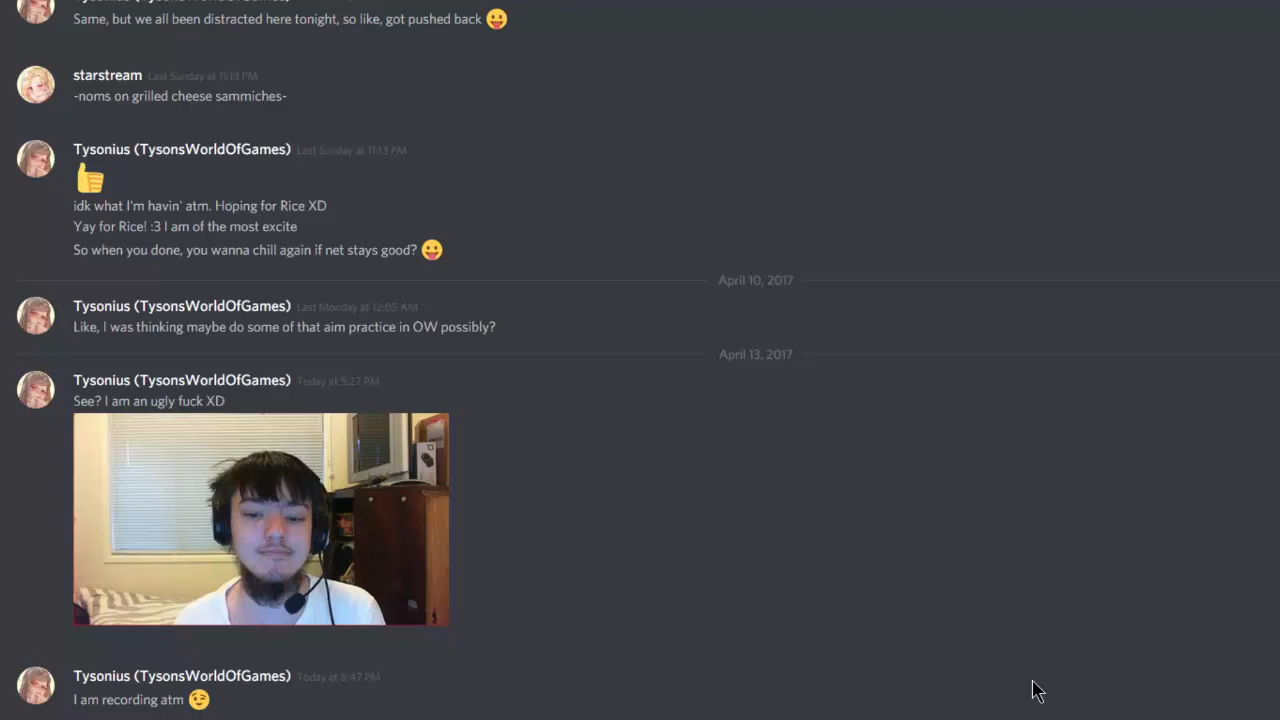 Tysonius (TysonsWorldOfGames)
Same, but we all been distracted here tonight, so like, got pushed back 😛
starstream Last Sunday at 11:13 PM
-noms on grilled cheese sammiches-
Tysonius (TysonsWorldOfGames) Last Sunday at 11:13 PM
👍
idk what I'm havin' atm. Hoping for Rice XD
Yay for Rice! :3 I am of the most excite
So when you done, you wanna chill again if net stays good? 😛
April 10, 2017
Tysonius (TysonsWorldOfGames) Last Monday at 12:05 AM
Like, I was thinking maybe do some of that aim practice in OW possibly?
April 13, 2017
Tysonius (TysonsWorldOfGames) Today at 5:27 PM
See? I am an ugly fuck XD
Tysonius (TysonsWorldOfGames) Today at 8:47 PM
I am recording atm 😉